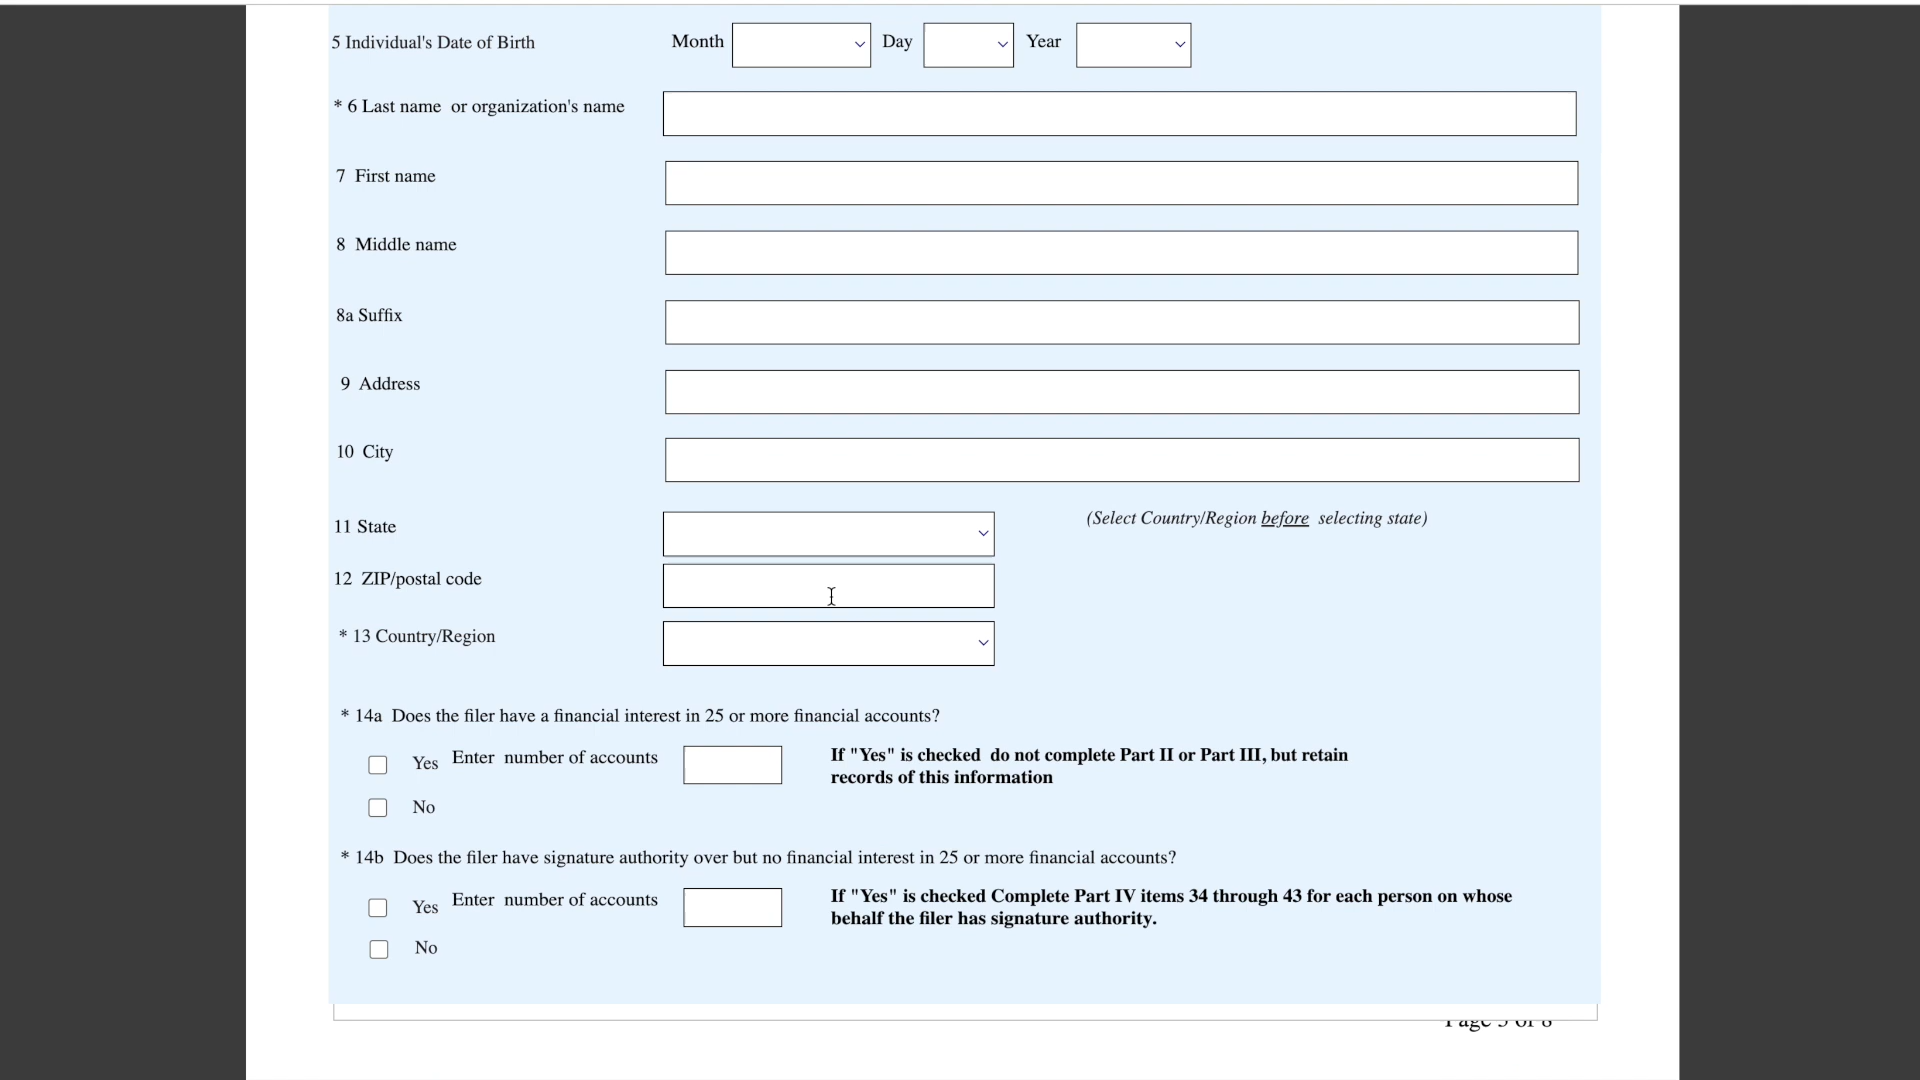 5 Individual's Date of Birth Month Day Year
* 6 Last name or organization's name
7 First name
8 Middle name
8a Suffix
9 Address
10 City
11 State (Select Country/Region before selecting state)
12 ZIP/postal code
* 13 Country/Region
* 14a Does the filer have a financial interest in 25 or more financial accounts?
Yes Enter number of accounts If "Yes" is checked do not complete Part II or Part III, but retain
records of this information
No
* 14b Does the filer have signature authority over but no financial interest in 25 or more financial accounts?
Yes Enter number of accounts If "Yes" is checked Complete Part IV items 34 through 43 for each person on whose
behalf the filer has signature authority.
No
Page of 8